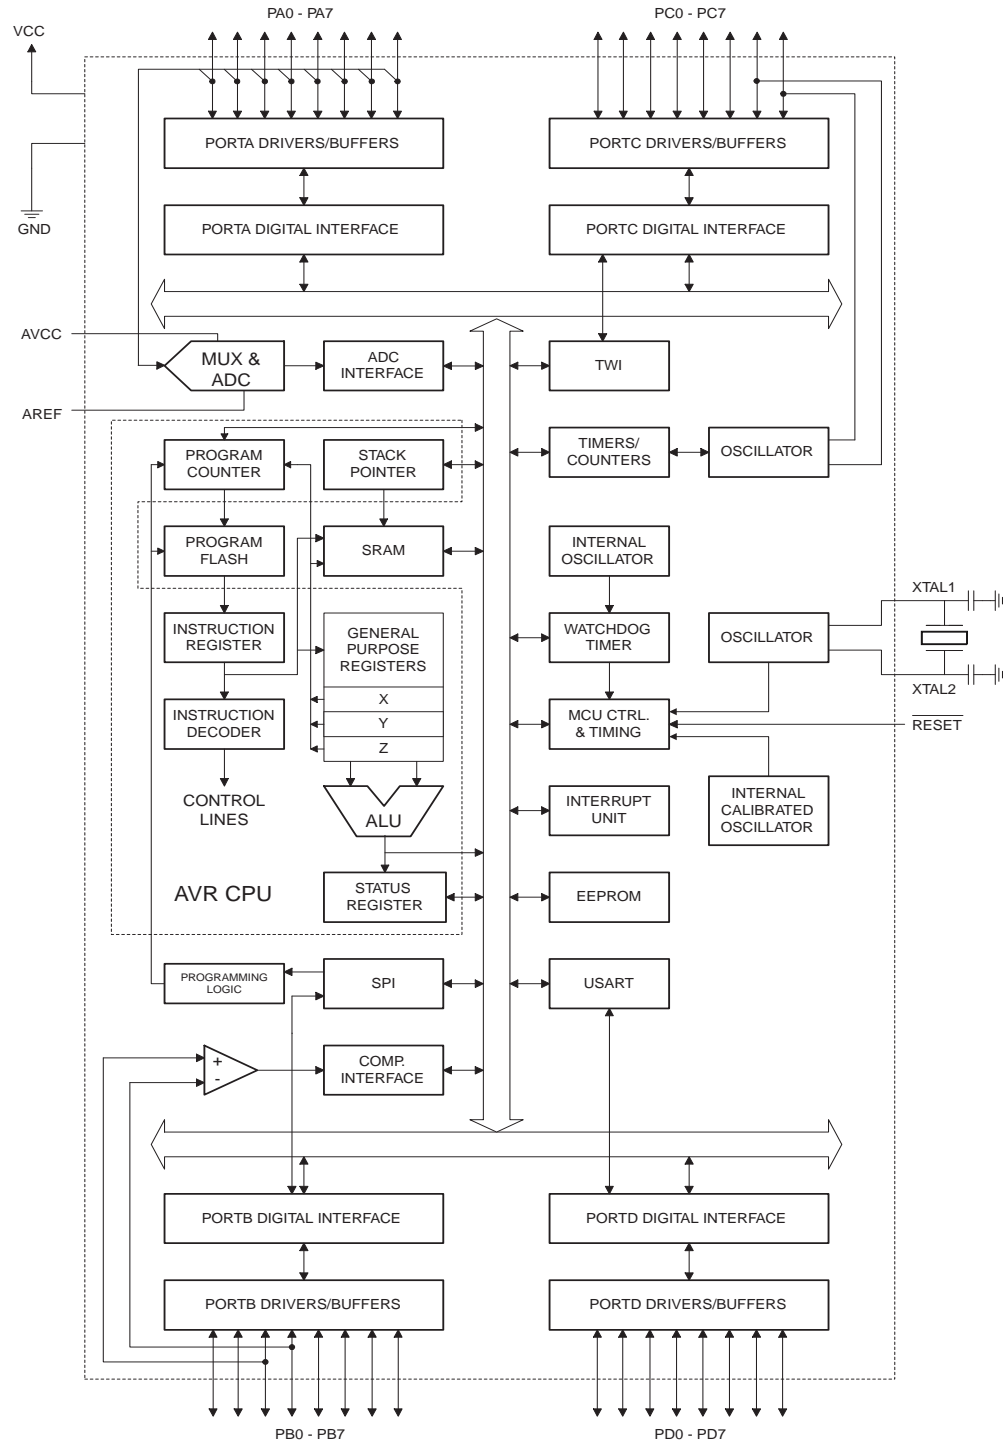 PA0 - PA7
PC0 - PC7
VCC
PORTA DRIVERS/BUFFERS
PORTC DRIVERS/BUFFERS
GND
PORTA DIGITAL INTERFACE
PORTC DIGITAL INTERFACE
AVCC
MUX &
ADC
ADC
INTERFACE
TWI
AREF
PROGRAM
COUNTER
STACK
POINTER
TIMERS/
COUNTERS
OSCILLATOR
PROGRAM
FLASH
SRAM
INTERNAL
OSCILLATOR
XTAL1
INSTRUCTION
REGISTER
GENERAL
PURPOSE
REGISTERS
WATCHDOG
TIMER
OSCILLATOR
XTAL2
X
INSTRUCTION
DECODER
Y
Z
MCU CTRL.
& TIMING
RESET
CONTROL
LINES
ALU
INTERRUPT
UNIT
INTERNAL
CALIBRATED
OSCILLATOR
AVR CPU
STATUS
REGISTER
EEPROM
PROGRAMMING
LOGIC
SPI
USART
+
-
COMP.
INTERFACE
PORTB DIGITAL INTERFACE
PORTD DIGITAL INTERFACE
PORTB DRIVERS/BUFFERS
PORTD DRIVERS/BUFFERS
PB0 - PB7
PD0 - PD7